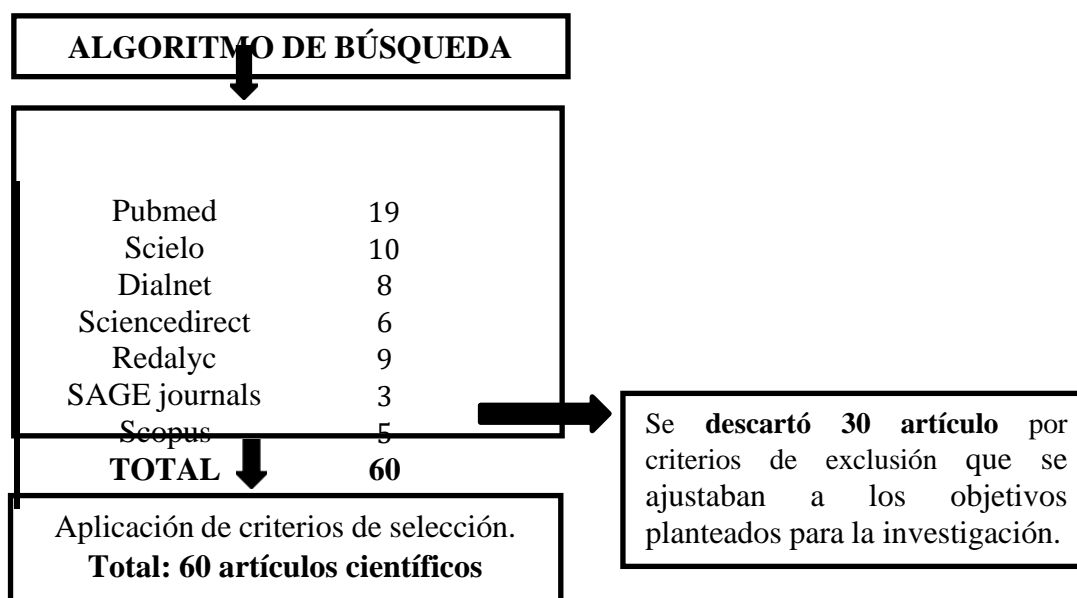 ALGORITMO DE BÚSQUEDA
Pubmed 19
Scielo 10
Dialnet 8
Sciencedirect 6
Redalyc 9
SAGE journals 3
Scopus 5
TOTAL 60
Se descartó 30 artículo por
criterios de exclusión que se
ajustaban a los objetivos
planteados para la investigación.
Aplicación de criterios de selección.
Total: 60 artículos científicos